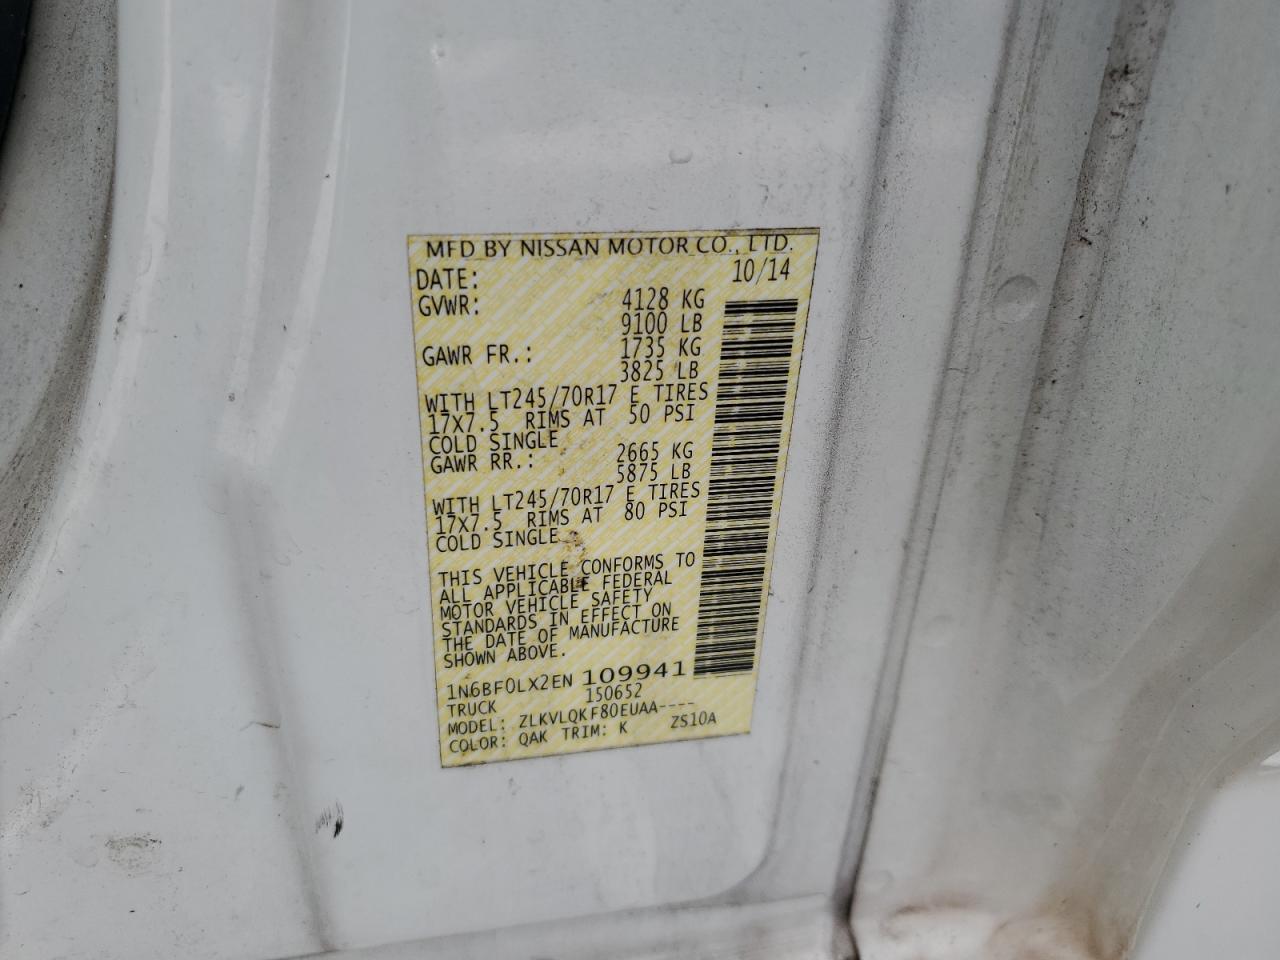 MFD BY NISSAN MOTOR CO., LTD.
DATE: 10/14
GVWR: 4128 KG
9100 LB
GAWR FR.: 1735 KG
3825 LB
WITH LT245/70R17 E TIRES
17X7.5 RIMS AT 50 PSI
COLD SINGLE
GAWR RR.: 2665 KG
5875 LB
WITH LT245/70R17 E TIRES
17X7.5 RIMS AT 80 PSI
COLD SINGLE
THIS VEHICLE CONFORMS TO
ALL APPLICABLE FEDERAL
MOTOR VEHICLE SAFETY
STANDARDS IN EFFECT ON
THE DATE OF MANUFACTURE
SHOWN ABOVE.
1N6BF0LX2EN 109941
TRUCK 150652
MODEL: ZLKVLQKF80EUAA----
COLOR: QAK TRIM: K ZS10A